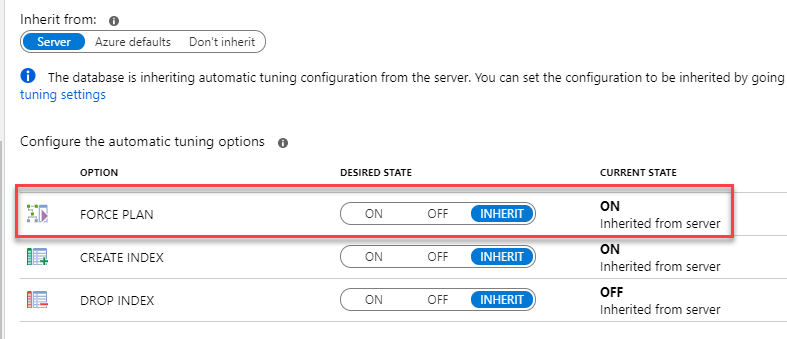 Inherit from:
Server Azure defaults Don't inherit
The database is inheriting automatic tuning configuration from the server. You can set the configuration to be inherited by going
tuning settings
Configure the automatic tuning options
OPTION DESIRED STATE CURRENT STATE
FORCE PLAN ON OFF INHERIT ON
Inherited from server
CREATE INDEX ON OFF INHERIT ON
Inherited from server
DROP INDEX ON OFF INHERIT OFF
Inherited from server